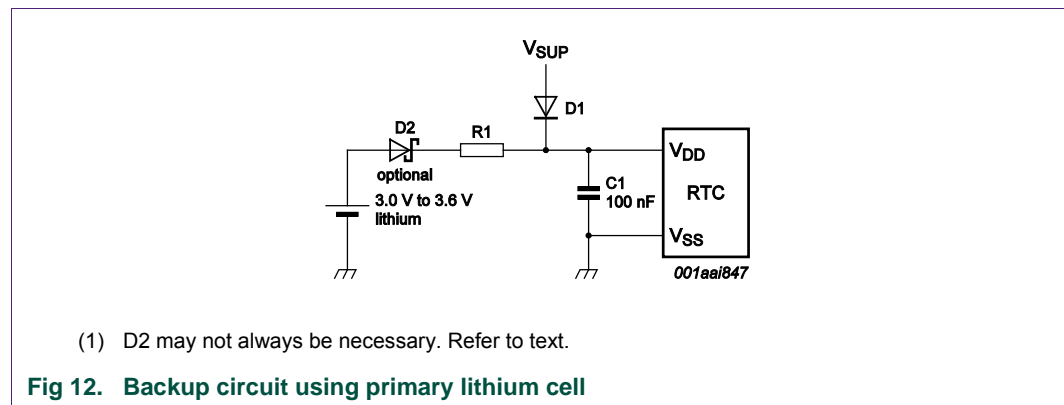 VSUP
D1
D2
R1
optional
3.0 V to 3.6 V
lithium
C1
100 nF
VDD
RTC
VSS
001aai847
(1) D2 may not always be necessary. Refer to text.
Fig 12. Backup circuit using primary lithium cell